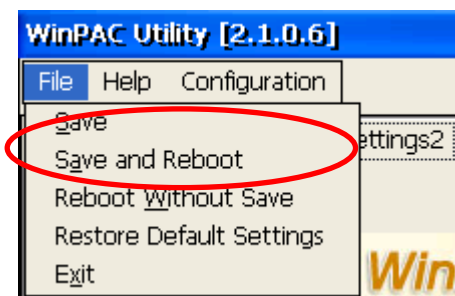 WinPAC Utility [2.1.0.6]
File Help Configuration
Save
ettings2
Save and Reboot
Reboot Without Save
Restore Default Settings
Exit
Win